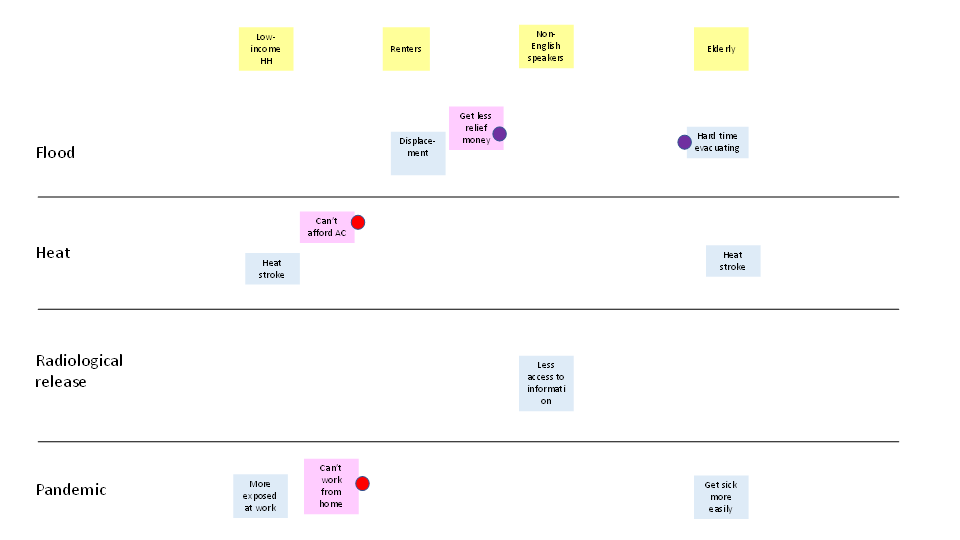 Low-
income
HH
Renters
Non-
English
speakers
Elderly
Flood
Displace-
ment
Get less
relief
money
Hard time
evacuating
Heat
Can't
afford AC
Heat
stroke
Heat
stroke
Radiological
release
Less
access to
informati
on
Pandemic
More
exposed
at work
Can't
work
from
home
Get sick
more
easily